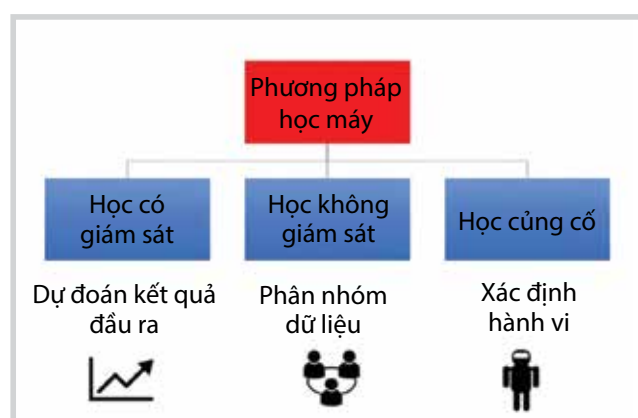 Phương pháp
học máy
Học có
giám sát
Học không
giám sát
Học củng cố
Dự đoán kết quả
đầu ra
Phân nhóm
dữ liệu
Xác định
hành vi